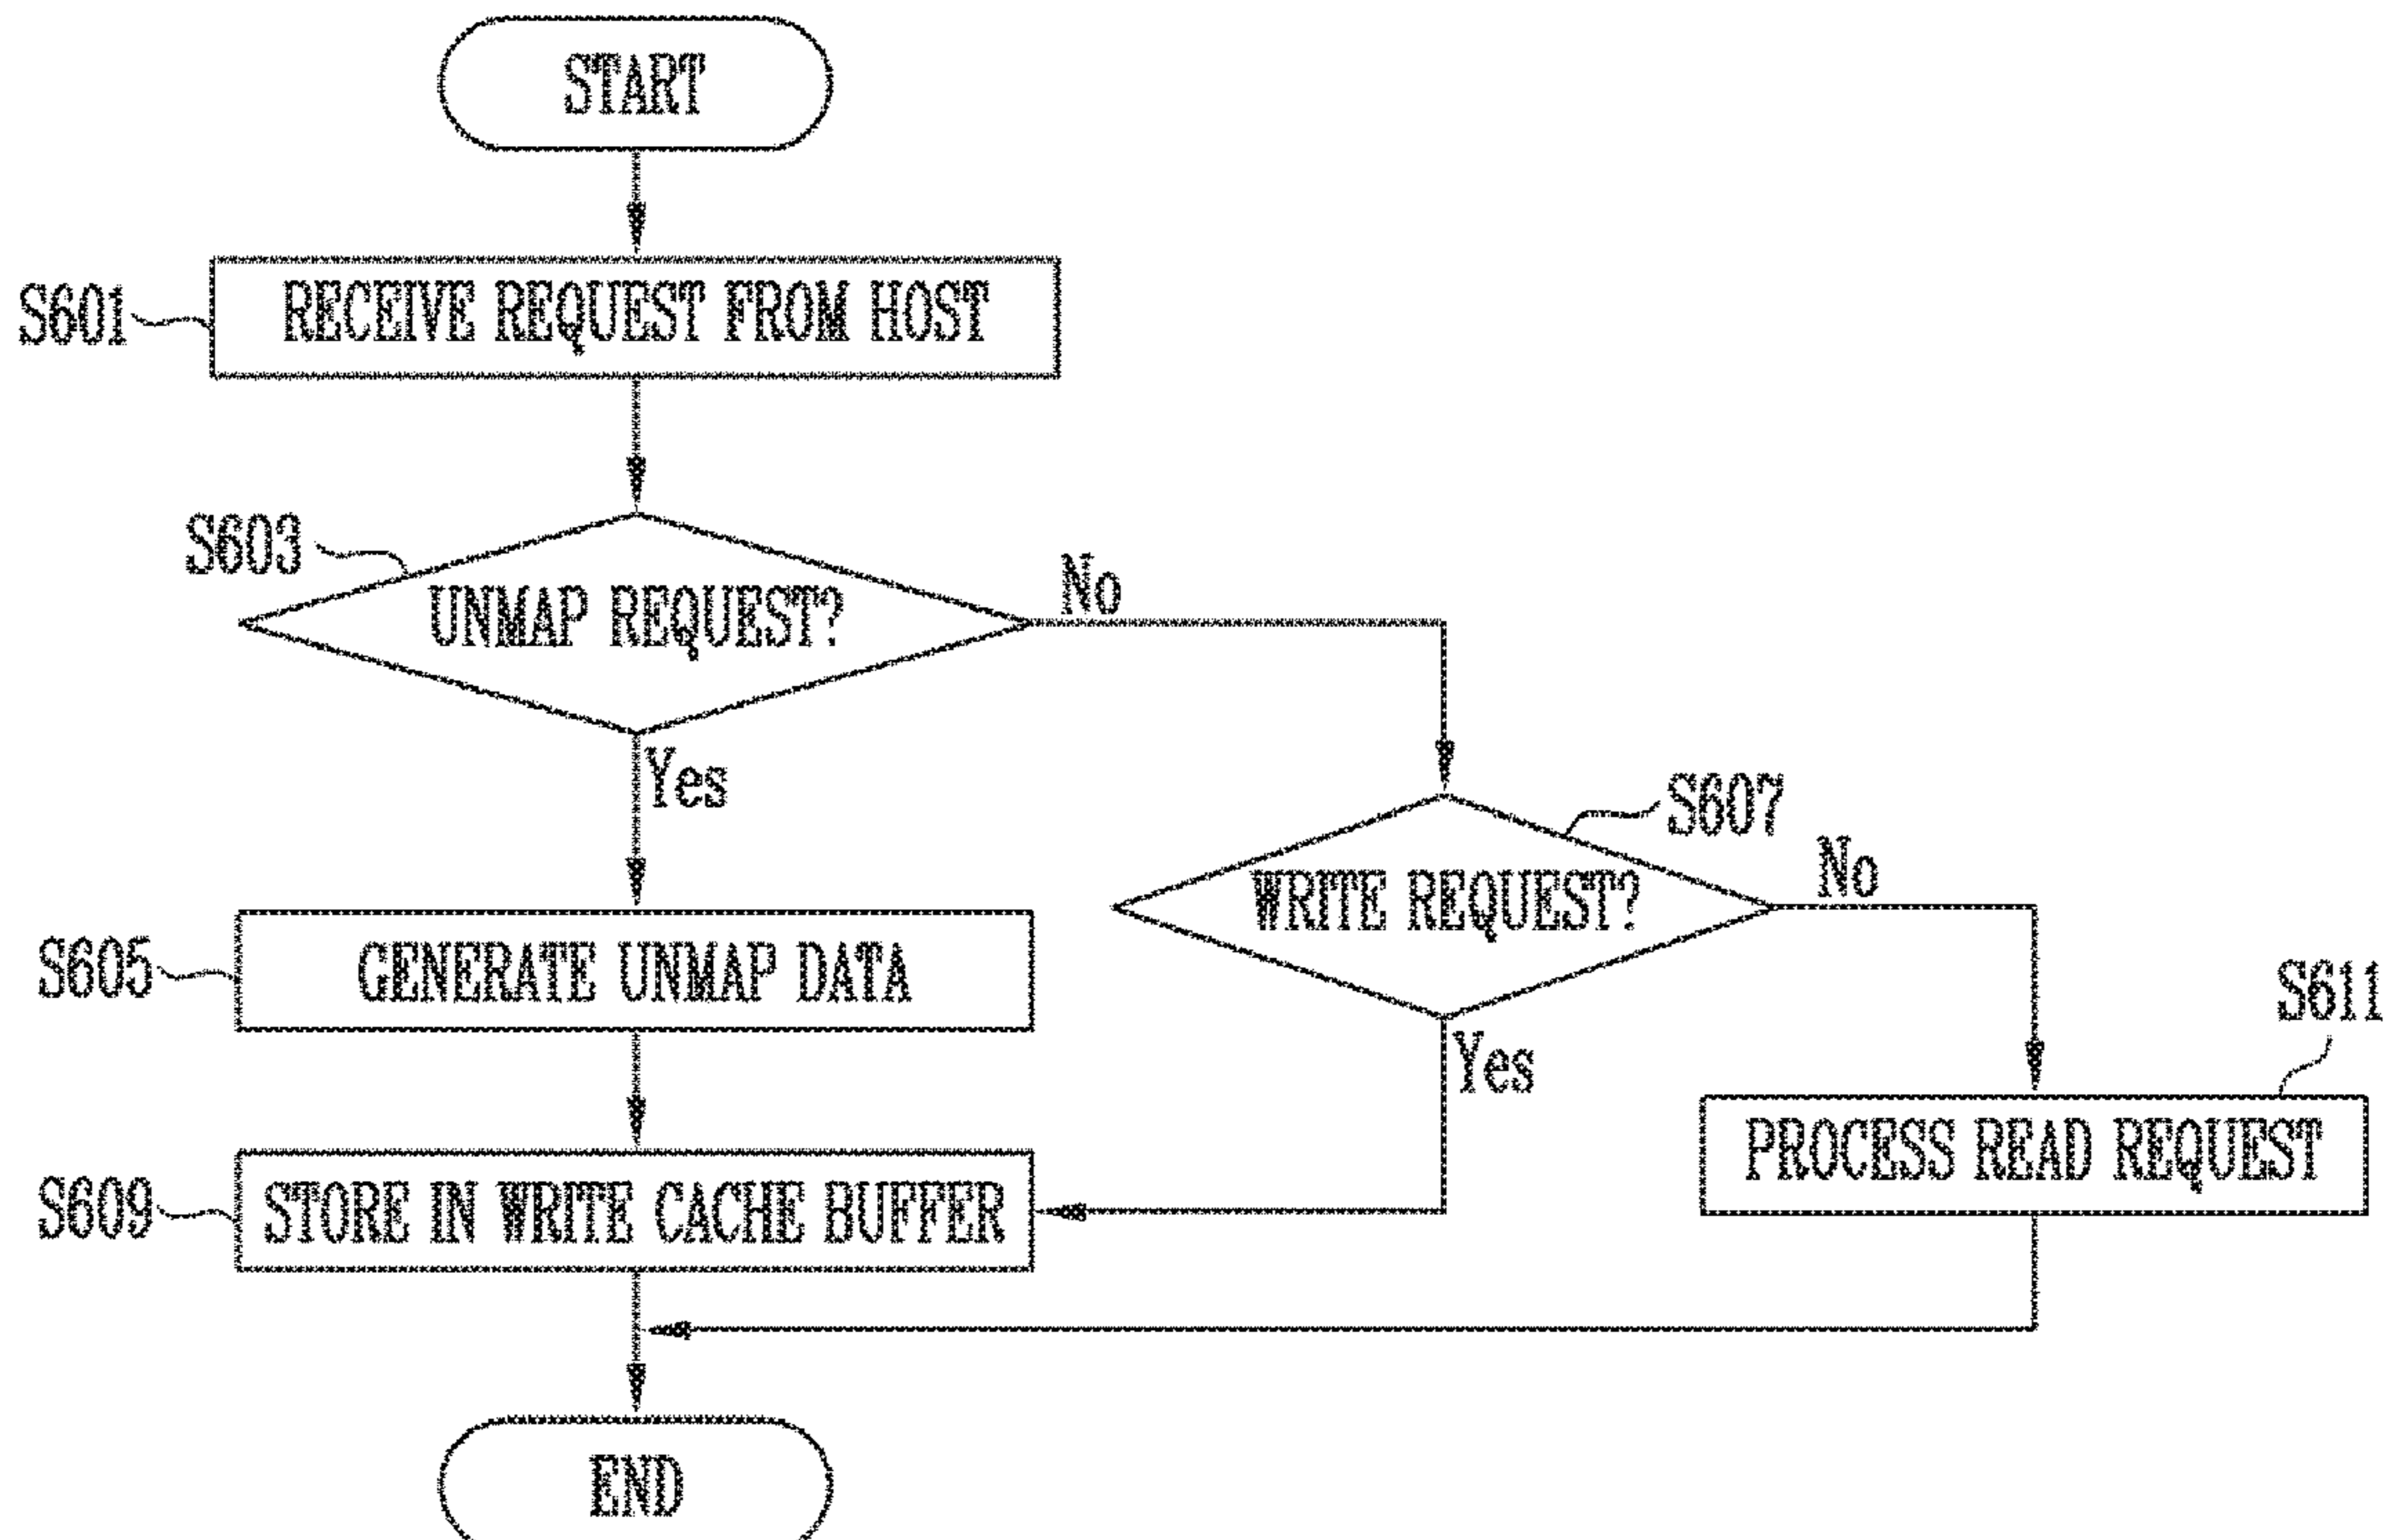 START
S601
RECEIVE REQUEST FROM HOST
S603
UNMAP REQUEST?
No
Yes
S607
WRITE REQUEST?
No
Yes
S605
GENERATE UNMAP DATA
S611
PROCESS READ REQUEST
S609
STORE IN WRITE CACHE BUFFER
END